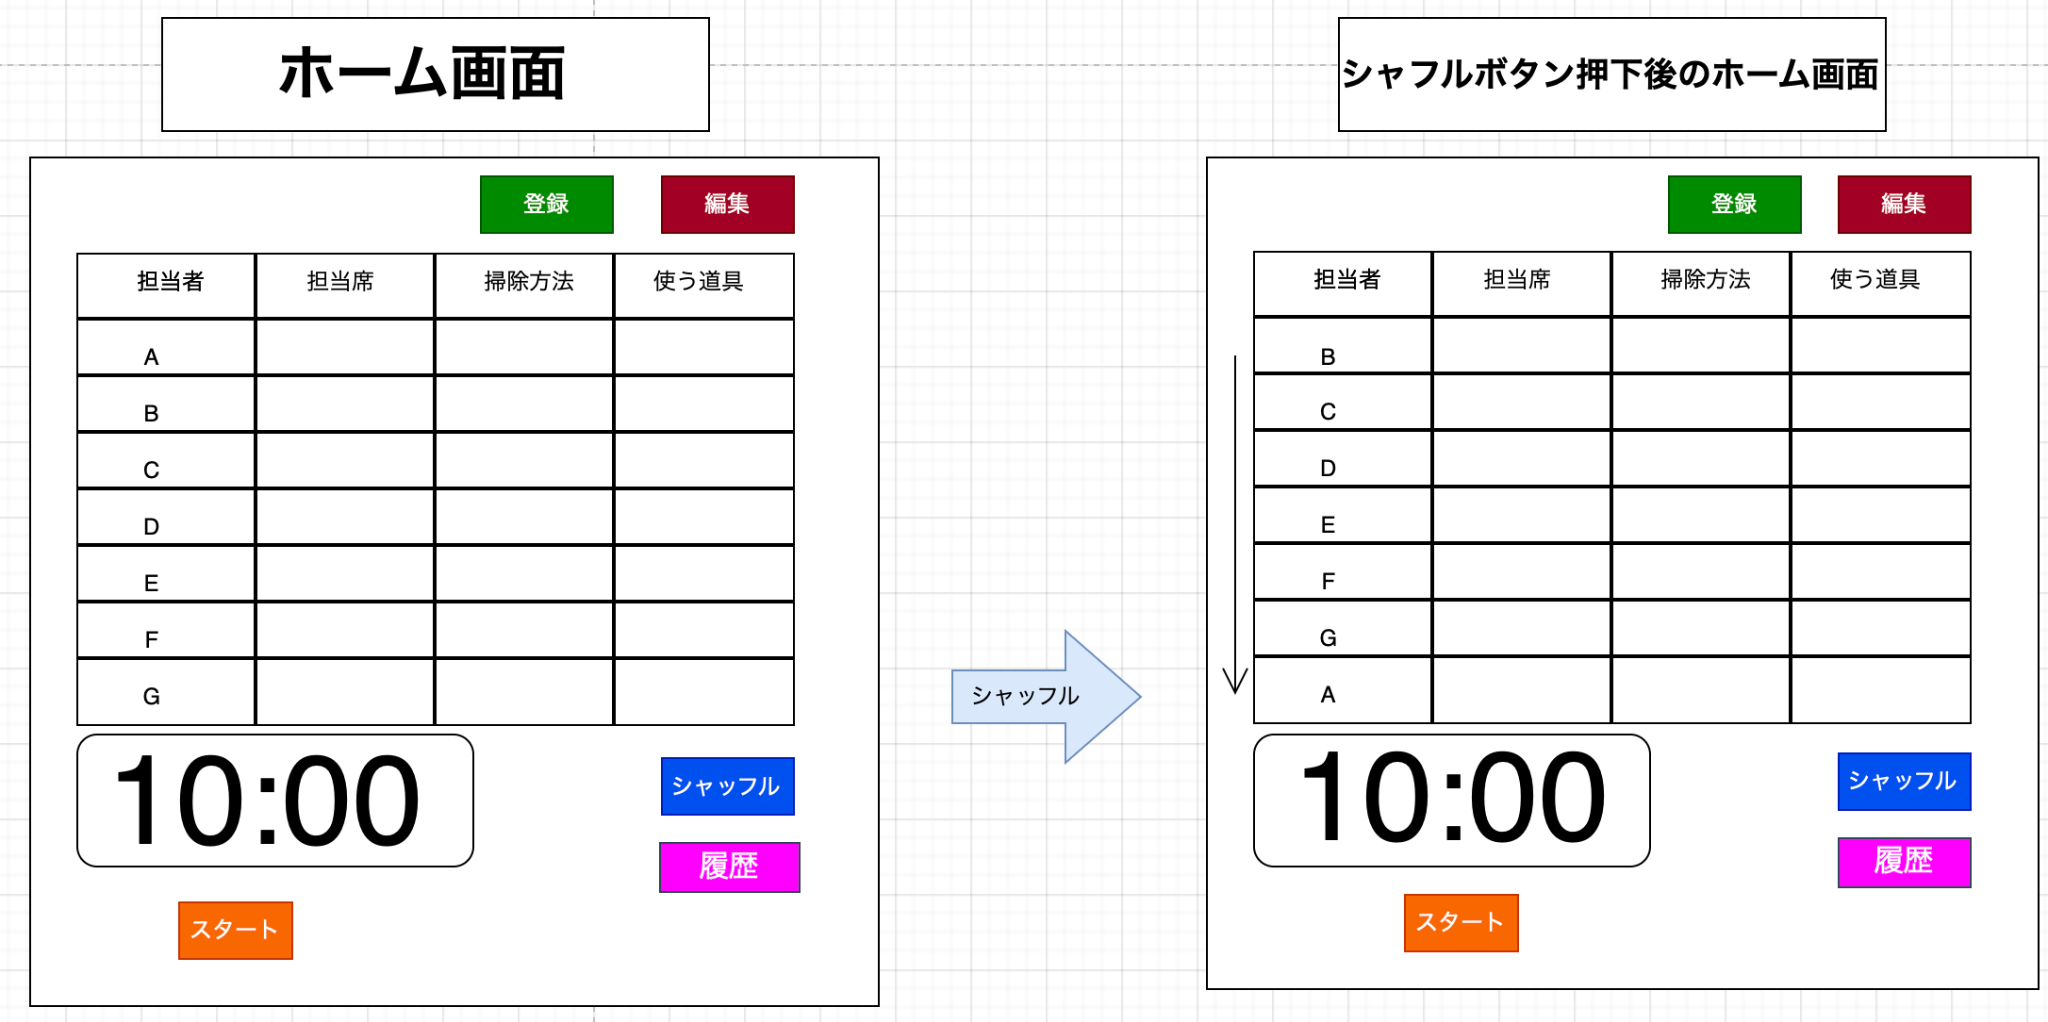 ホーム画面
登録
編集
担当者 担当席 掃除方法 使う道具
A
B
C
D
E
F
G
10:00
シャッフル
履歴
スタート
シャッフル
シャフルボタン押下後のホーム画面
登録
編集
担当者 担当席 掃除方法 使う道具
B
C
D
E
F
G
A
10:00
シャッフル
履歴
スタート